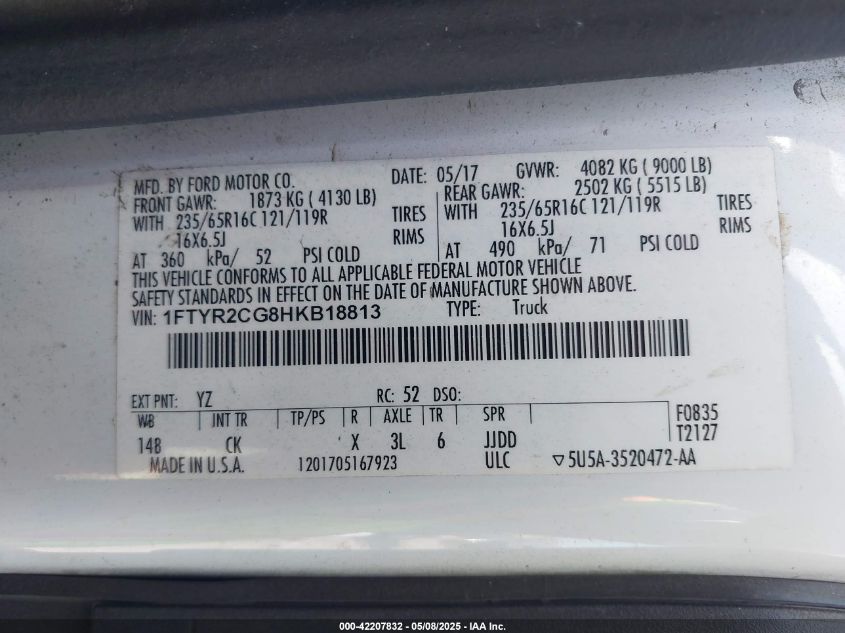 MFD. BY FORD MOTOR CO. DATE: 05/17 GVWR: 4082 KG ( 9000 LB)
FRONT GAWR: 1873 KG ( 4130 LB) REAR GAWR: 2502 KG ( 5515 LB)
WITH 235/65R16C 121/119R TIRES WITH 235/65R16C 121/119R TIRES
16X6.5J RIMS 16X6.5J RIMS
AT 360 kPa/ 52 PSI COLD AT 490 kPa/ 71 PSI COLD
THIS VEHICLE CONFORMS TO ALL APPLICABLE FEDERAL MOTOR VEHICLE
SAFETY STANDARDS IN EFFECT ON THE DATE OF MANUFACTURE SHOWN ABOVE.
VIN: 1FTYR2CG8HKB18813 TYPE: Truck
EXT PNT: YZ RC: 52 DSO:
WB INT TR TP/PS R AXLE TR SPR F0835
148 CK X 3L 6 JJDD T2127
MADE IN U.S.A. 1201705167923 ULC ▽5U5A-3520472-AA
000-42207832 - 05/08/2025 - IAA Inc.